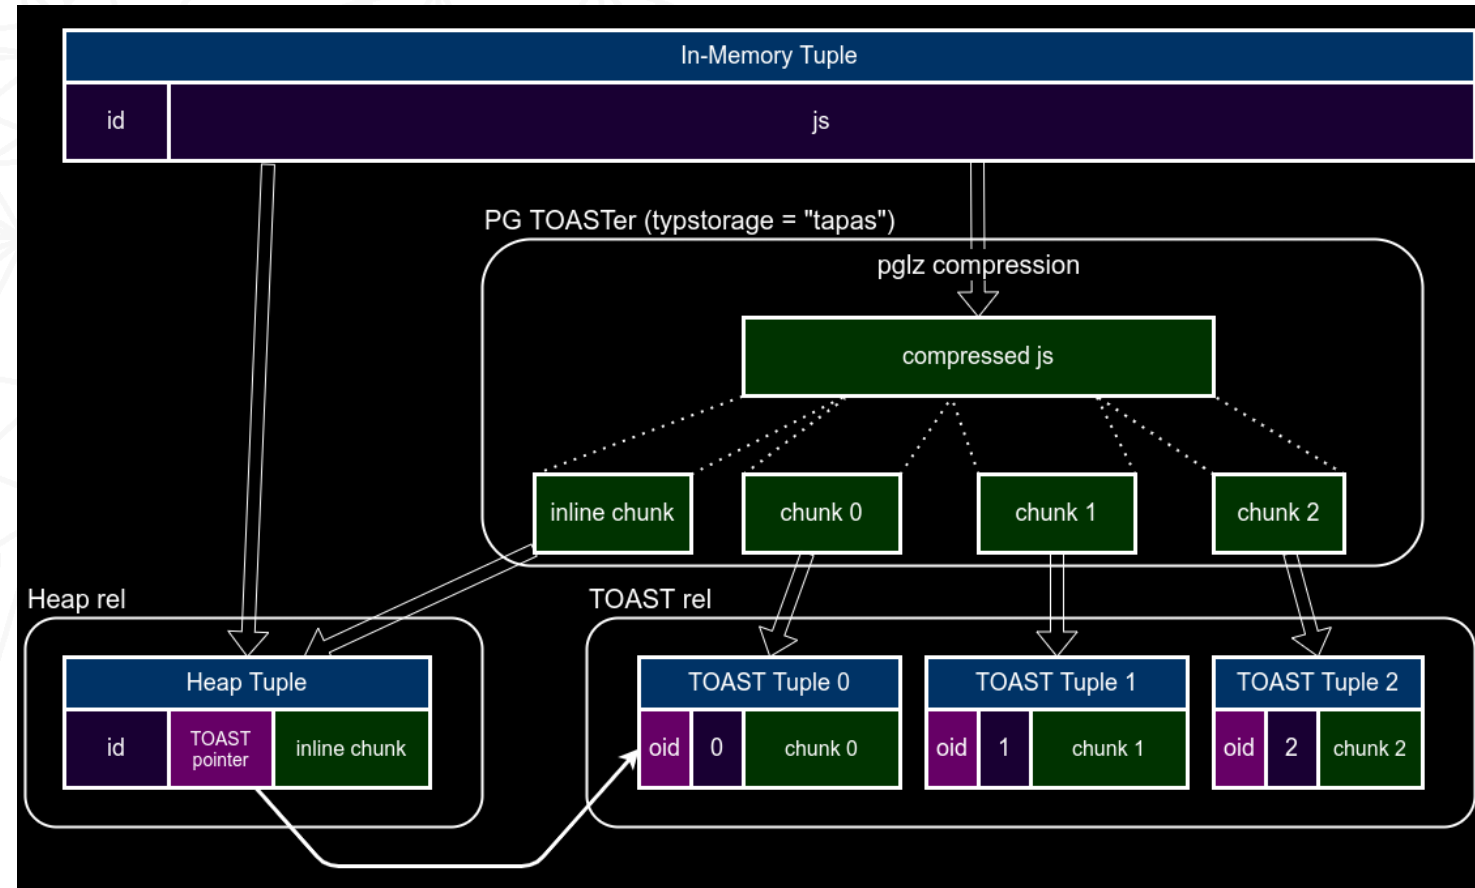 In-Memory Tuple
id
js
PG TOASTer (typstorage = "tapas")
pglz compression
compressed js
inline chunk
chunk 0
chunk 1
chunk 2
Heap rel
TOAST rel
Heap Tuple
id
TOAST
pointer
inline chunk
TOAST Tuple 0
oid
0
chunk 0
TOAST Tuple 1
oid
1
chunk 1
TOAST Tuple 2
oid
2
chunk 2